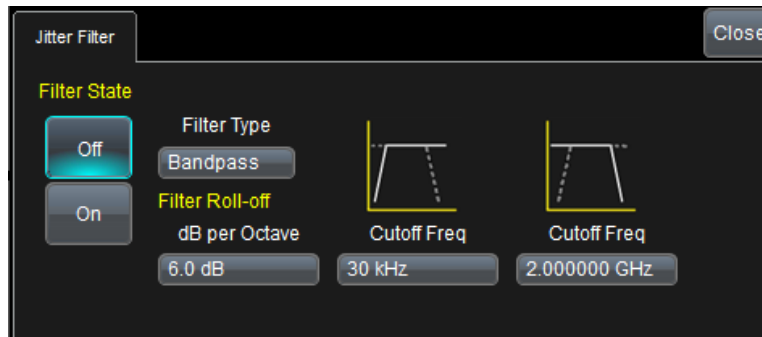 Jitter Filter
Close
Filter State
Off
On
Filter Type
Bandpass
Filter Roll-off
dB per Octave
Cutoff Freq
Cutoff Freq
6.0 dB
30 kHz
2.000000 GHz